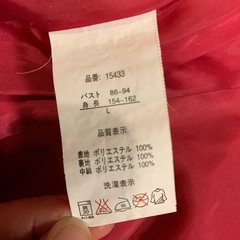 品番: 15433
バスト 86-94
身長 154-162
L
品質表示
表地 ポリエステル 100%
裏地 ポリエステル 100%
中綿 ポリエステル 100%
洗濯表示